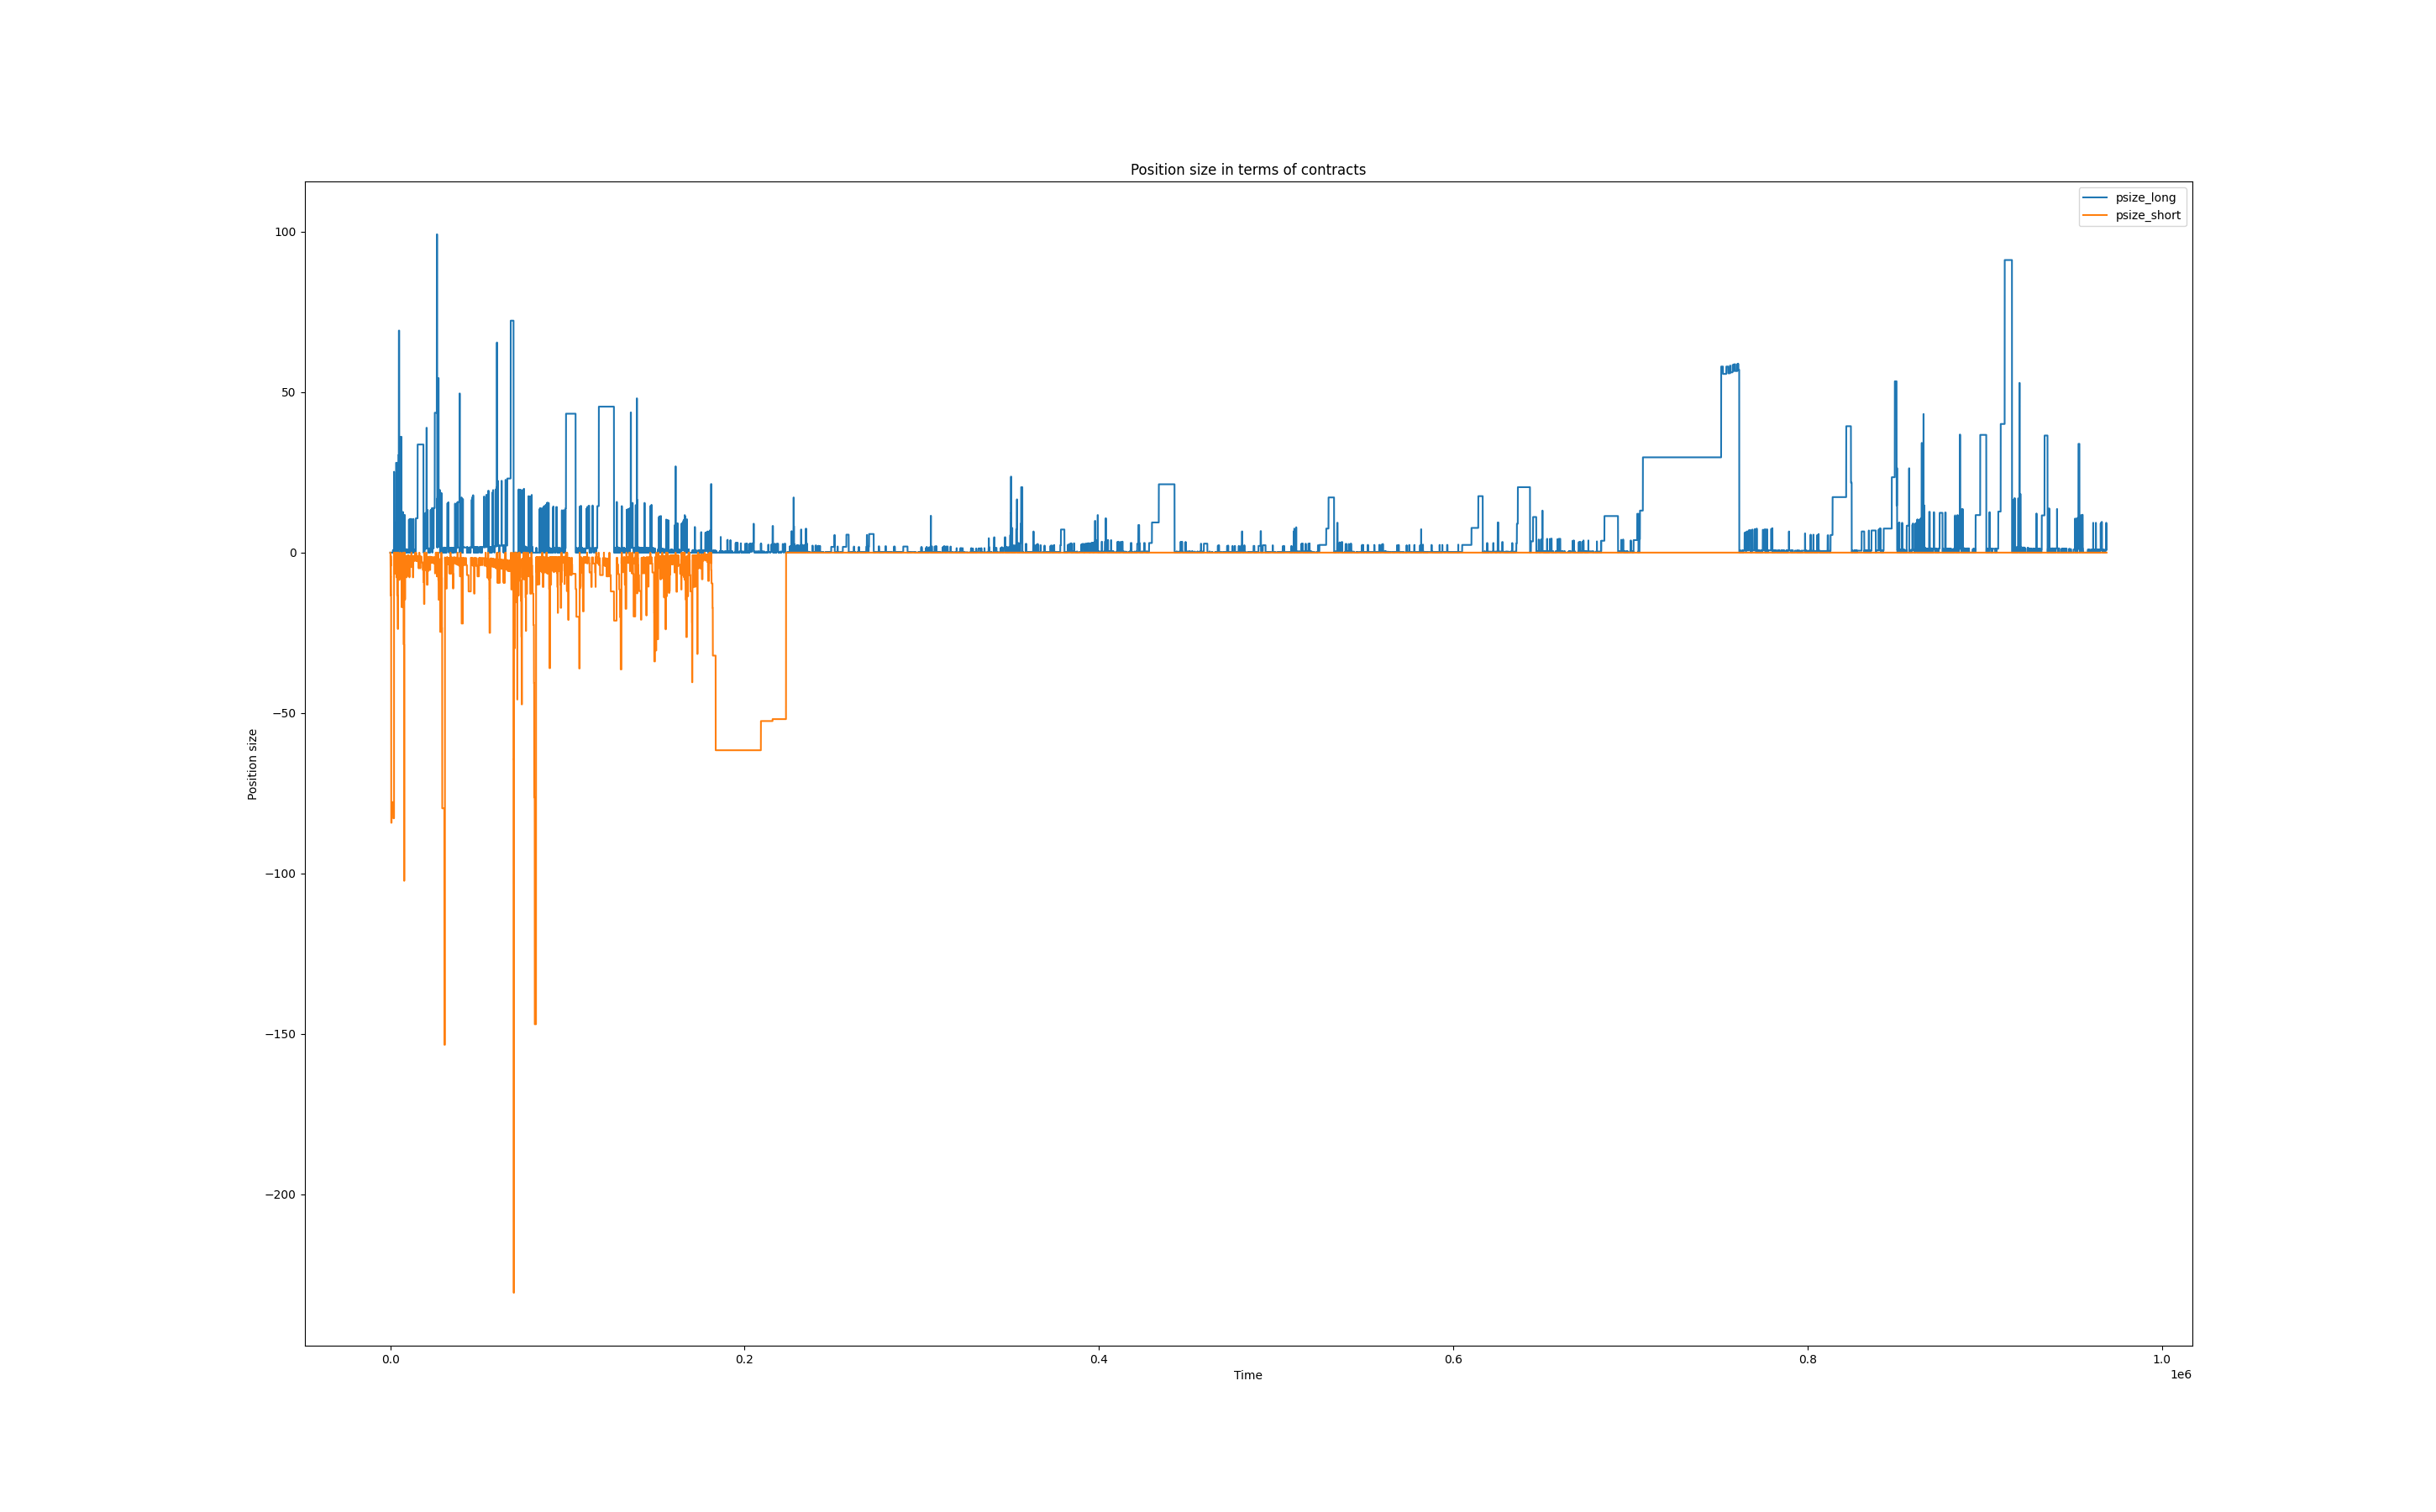 Position size in terms of contracts
psize_long
psize_short
100
50
0
−50
−100
−150
−200
Position size
0.0 0.2 0.4 0.6 0.8 1.0
Time
1e6